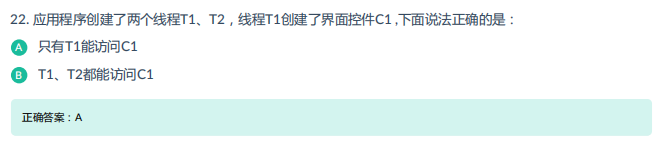 22. 应用程序创建了两个线程T1、T2，线程T1创建了界面控件C1 ,下面说法正确的是：
A 只有T1能访问C1
B T1、T2都能访问C1
正确答案：A